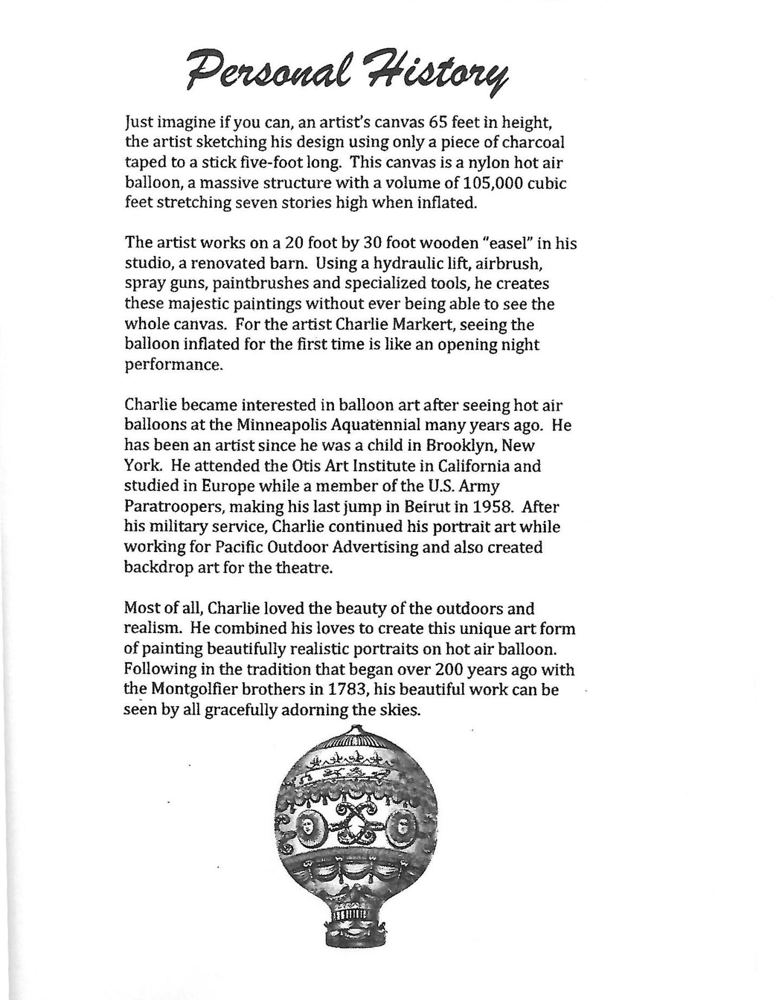 Personal History
Just imagine if you can, an artist's canvas 65 feet in height,
the artist sketching his design using only a piece of charcoal
taped to a stick five-foot long.  This canvas is a nylon hot air
balloon, a massive structure with a volume of 105,000 cubic
feet stretching seven stories high when inflated.
The artist works on a 20 foot by 30 foot wooden “easel” in his
studio, a renovated barn.  Using a hydraulic lift, airbrush,
spray guns, paintbrushes and specialized tools, he creates
these majestic paintings without ever being able to see the
whole canvas.  For the artist Charlie Markert, seeing the
balloon inflated for the first time is like an opening night
performance.
Charlie became interested in balloon art after seeing hot air
balloons at the Minneapolis Aquatennial many years ago.  He
has been an artist since he was a child in Brooklyn, New
York.  He attended the Otis Art Institute in California and
studied in Europe while a member of the U.S. Army
Paratroopers, making his last jump in Beirut in 1958.  After
his military service, Charlie continued his portrait art while
working for Pacific Outdoor Advertising and also created
backdrop art for the theatre.
Most of all, Charlie loved the beauty of the outdoors and
realism.  He combined his loves to create this unique art form
of painting beautifully realistic portraits on hot air balloon.
Following in the tradition that began over 200 years ago with
the Montgolfier brothers in 1783, his beautiful work can be
seen by all gracefully adorning the skies.